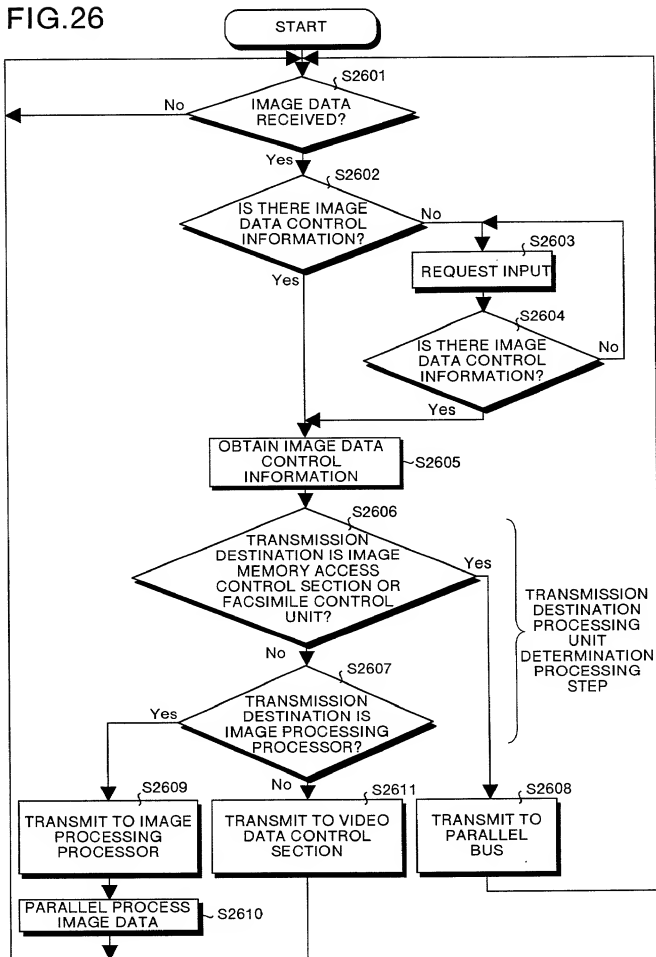 FIG.26
START
S2601
No
IMAGE DATA
RECEIVED?
Yes
S2602
IS THERE IMAGE
DATA CONTROL
INFORMATION?
No
S2603
REQUEST INPUT
Yes
S2604
IS THERE IMAGE
DATA CONTROL
INFORMATION?
No
Yes
OBTAIN IMAGE DATA
CONTROL
INFORMATION
S2605
S2606
TRANSMISSION
DESTINATION IS IMAGE
MEMORY ACCESS
CONTROL SECTION OR
FACSIMILE CONTROL
UNIT?
Yes
TRANSMISSION
DESTINATION
PROCESSING
UNIT
DETERMINATION
PROCESSING
STEP
No
S2607
Yes
TRANSMISSION
DESTINATION IS
IMAGE PROCESSING
PROCESSOR?
No
S2609
TRANSMIT TO IMAGE
PROCESSING
PROCESSOR
S2611
TRANSMIT TO VIDEO
DATA CONTROL
SECTION
S2608
TRANSMIT TO
PARALLEL
BUS
PARALLEL PROCESS
IMAGE DATA
S2610